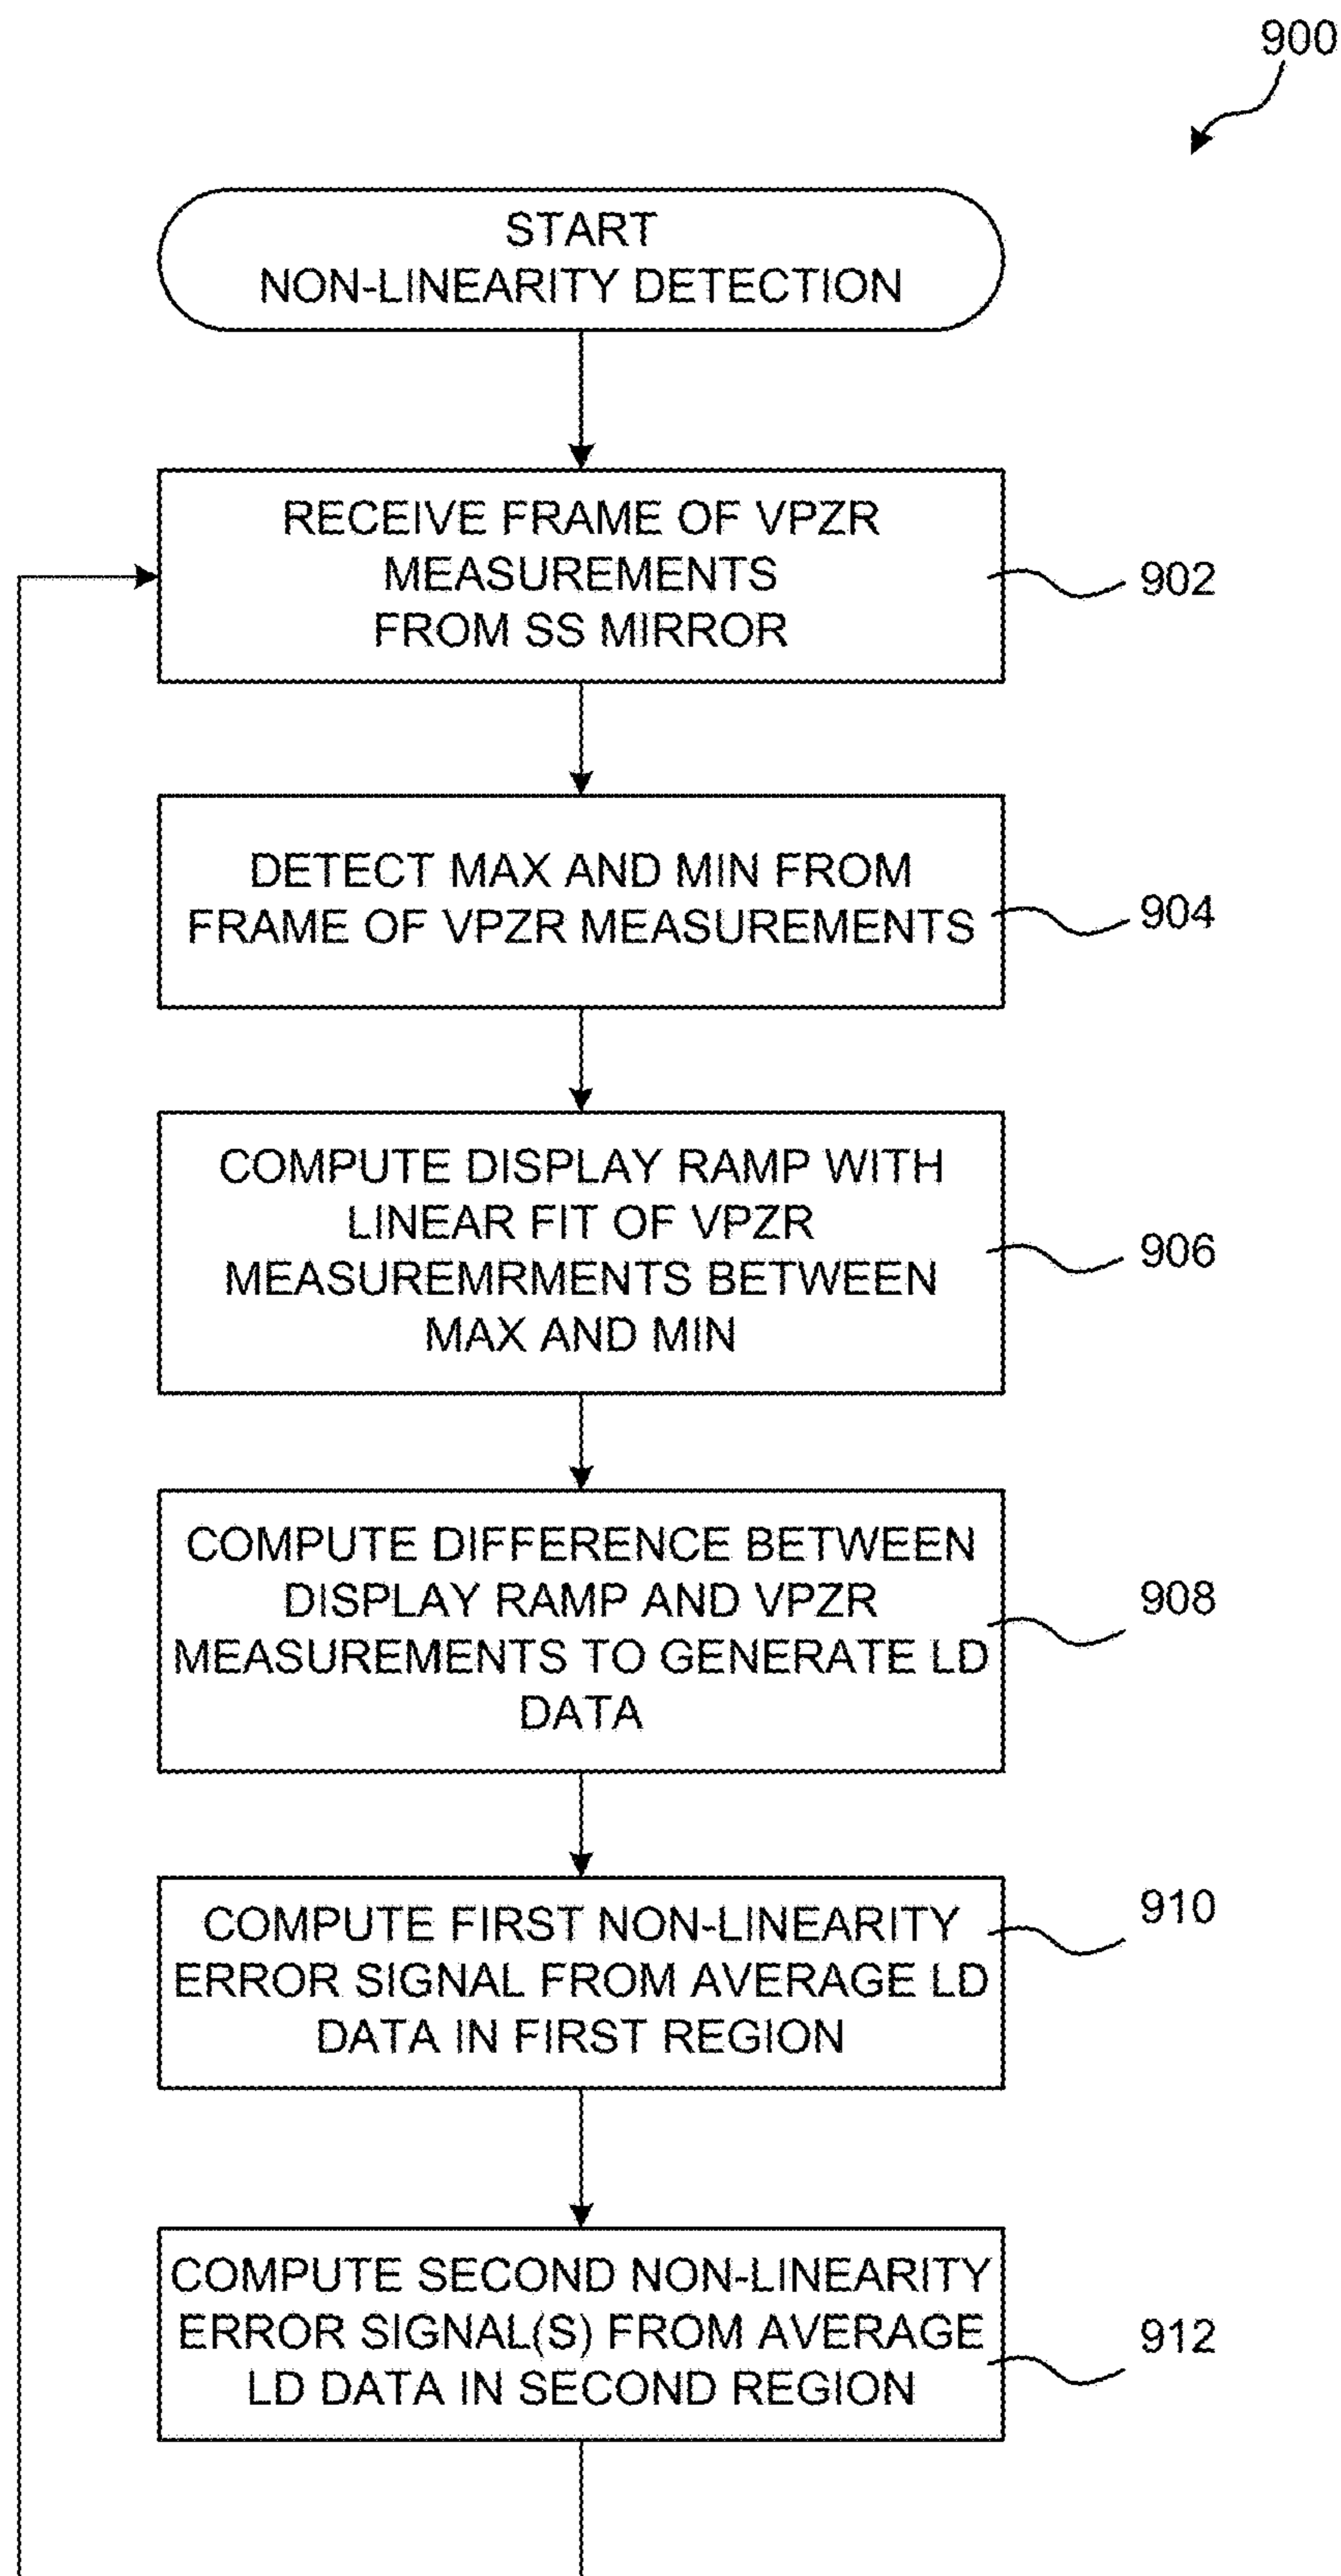 900
START
NON-LINEARITY DETECTION
RECEIVE FRAME OF VPZR
MEASUREMENTS
FROM SS MIRROR
902
DETECT MAX AND MIN FROM
FRAME OF VPZR MEASUREMENTS
904
COMPUTE DISPLAY RAMP WITH
LINEAR FIT OF VPZR
MEASUREMRMENTS BETWEEN
MAX AND MIN
906
COMPUTE DIFFERENCE BETWEEN
DISPLAY RAMP AND VPZR
MEASUREMENTS TO GENERATE LD
DATA
908
COMPUTE FIRST NON-LINEARITY
ERROR SIGNAL FROM AVERAGE LD
DATA IN FIRST REGION
910
COMPUTE SECOND NON-LINEARITY
ERROR SIGNAL(S) FROM AVERAGE
LD DATA IN SECOND REGION
912